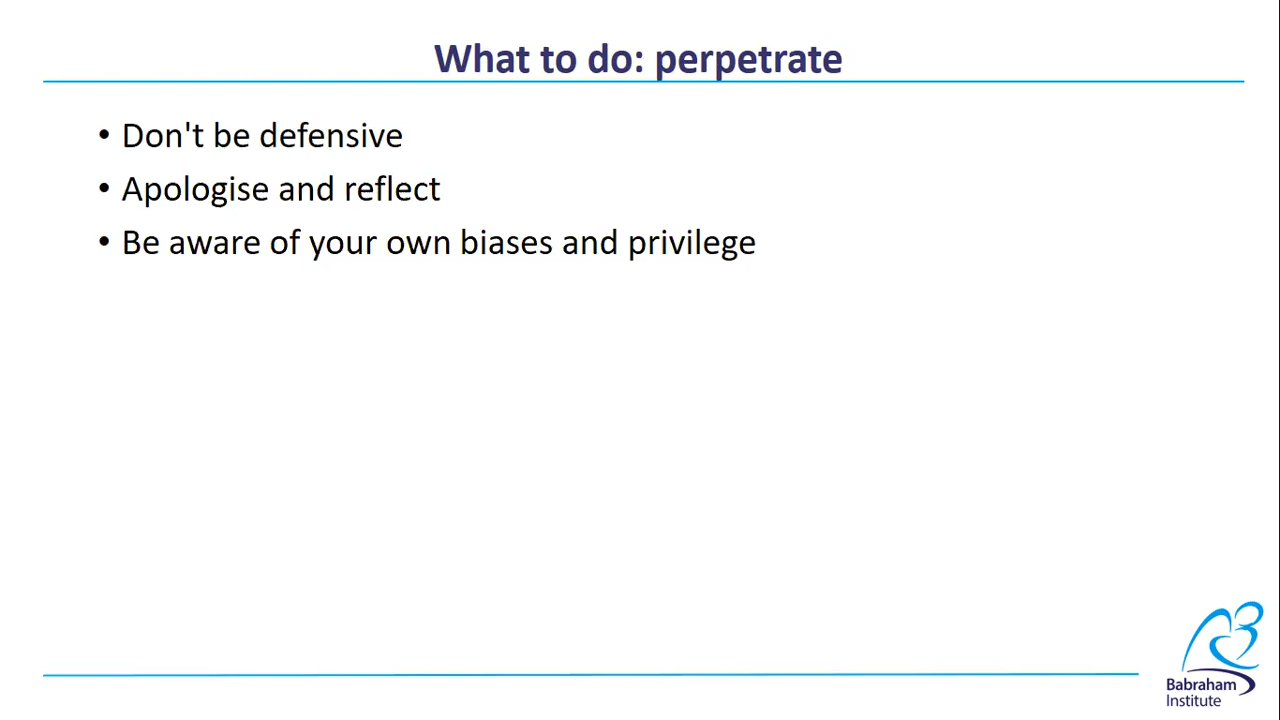 What to do: perpetrate
• Don't be defensive
• Apologise and reflect
• Be aware of your own biases and privilege
Babraham
Institute